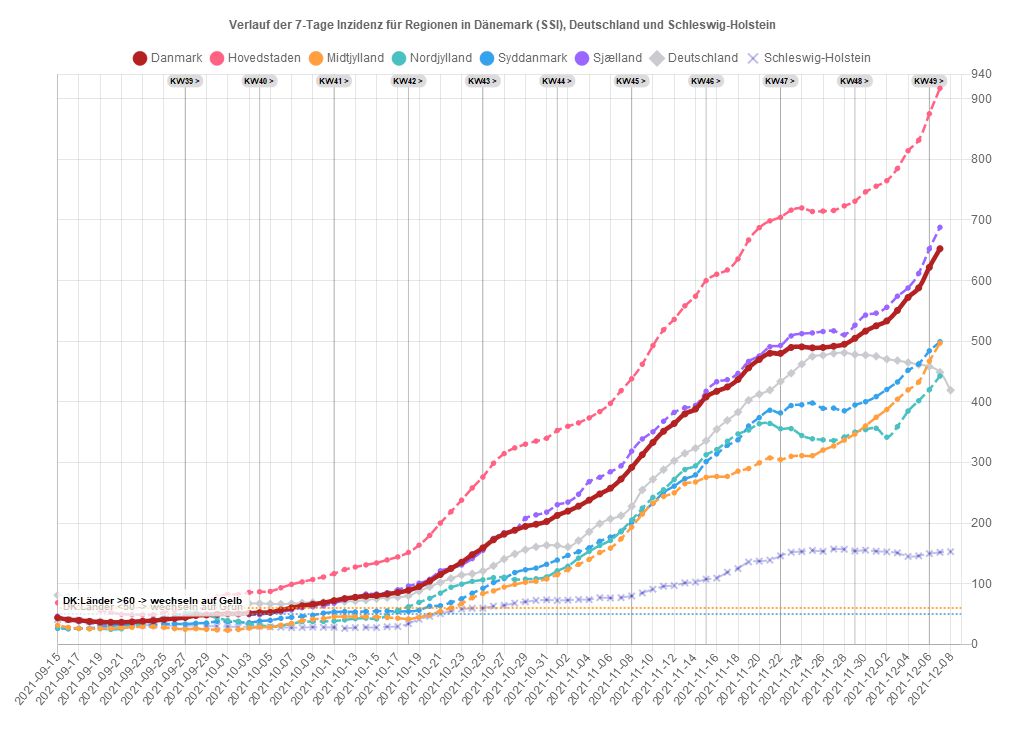 Verlauf der 7-Tage Inzidenz für Regionen in Dänemark (SSI), Deutschland und Schleswig-Holstein
Danmark Hovedstaden Midtjylland Nordjylland Syddanmark Sjælland Deutschland Schleswig-Holstein
KW39 > KW40 > KW41 > KW42 > KW43 > KW44 > KW45 > KW46 > KW47 > KW48 > KW49 >
940
900
800
700
600
500
400
300
200
100
0
DK:Länder >60 -> wechseln auf Gelb
2021-09-15 2021-09-17 2021-09-19 2021-09-21 2021-09-23 2021-09-25 2021-09-27 2021-09-29 2021-10-01 2021-10-03 2021-10-05 2021-10-07 2021-10-09 2021-10-11 2021-10-13 2021-10-15 2021-10-17 2021-10-19 2021-10-21 2021-10-23 2021-10-25 2021-10-27 2021-10-29 2021-10-31 2021-11-02 2021-11-04 2021-11-06 2021-11-08 2021-11-10 2021-11-12 2021-11-14 2021-11-16 2021-11-18 2021-11-20 2021-11-22 2021-11-24 2021-11-26 2021-11-28 2021-11-30 2021-12-02 2021-12-04 2021-12-06 2021-12-08